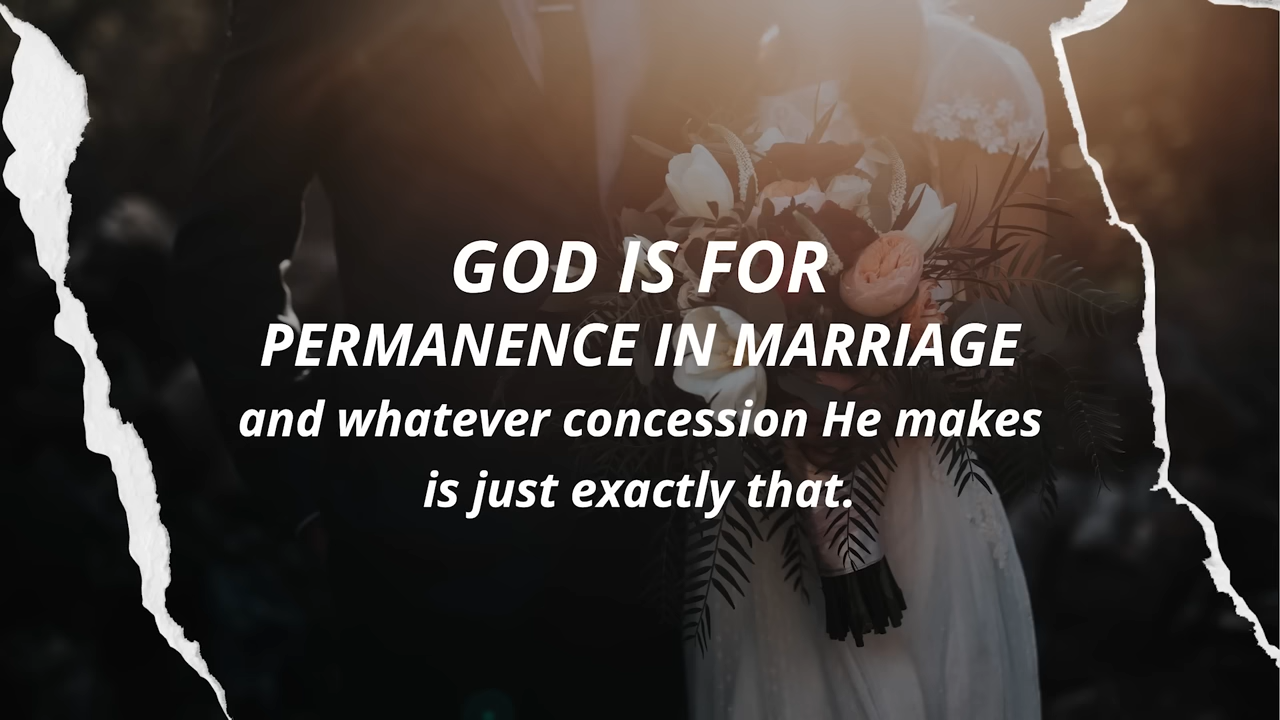 GOD IS FOR
PERMANENCE IN MARRIAGE
and whatever concession He makes
is just exactly that.